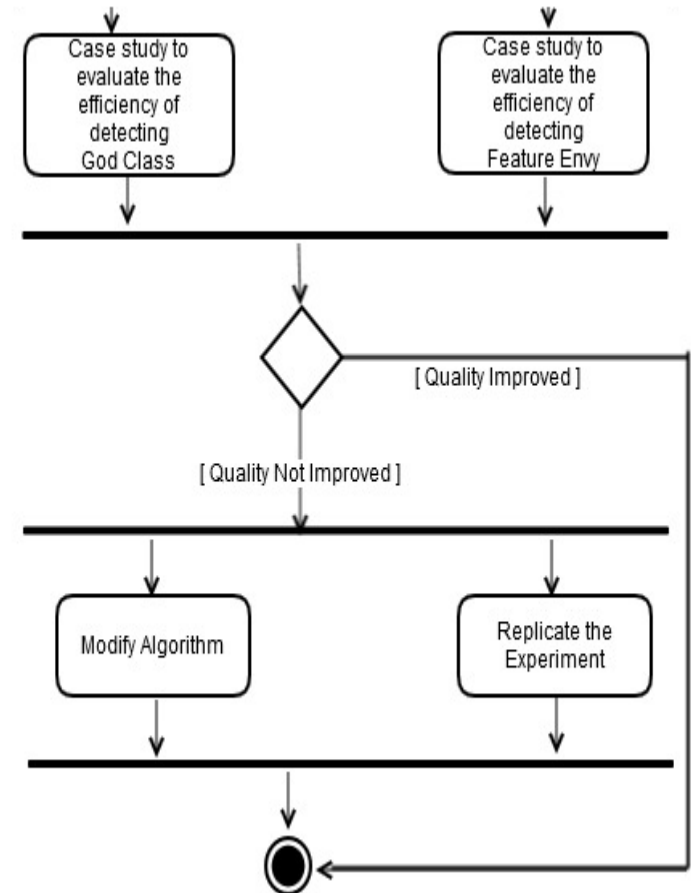 Case study to
evaluate the
efficiency of
detecting
God Class
Case study to
evaluate the
efficiency of
detecting
Feature Envy
[ Quality Improved ]
[ Quality Not Improved ]
Modify Algorithm
Replicate the
Experiment